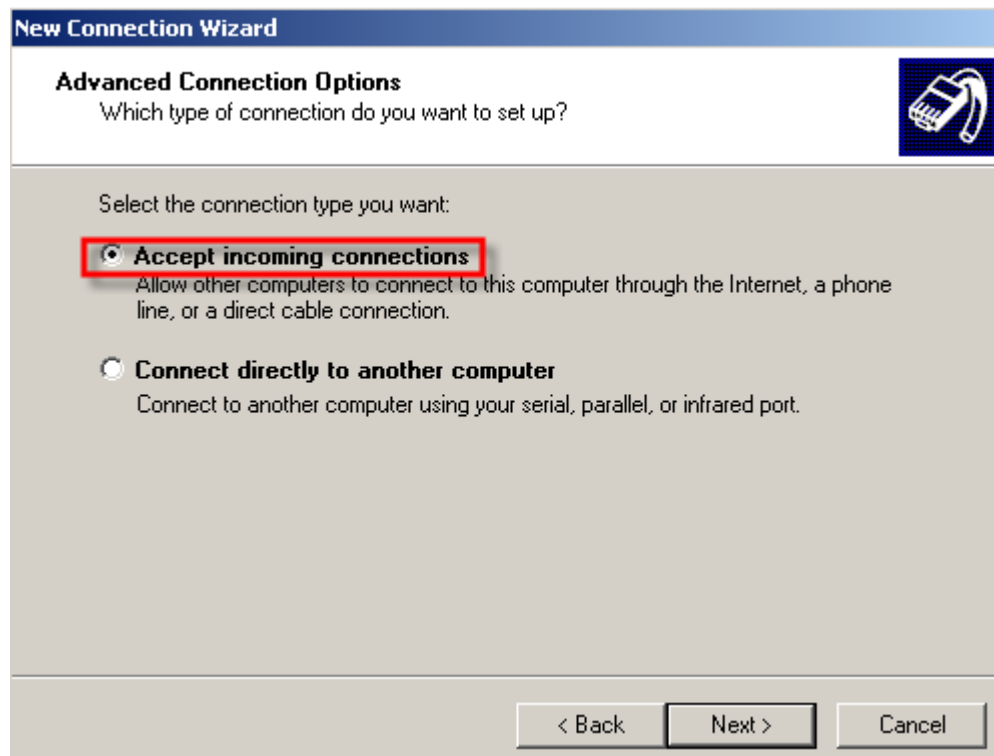 New Connection Wizard
Advanced Connection Options
Which type of connection do you want to set up?
Select the connection type you want:
Accept incoming connections
Allow other computers to connect to this computer through the Internet, a phone
line, or a direct cable connection.
Connect directly to another computer
Connect to another computer using your serial, parallel, or infrared port.
< Back Next > Cancel